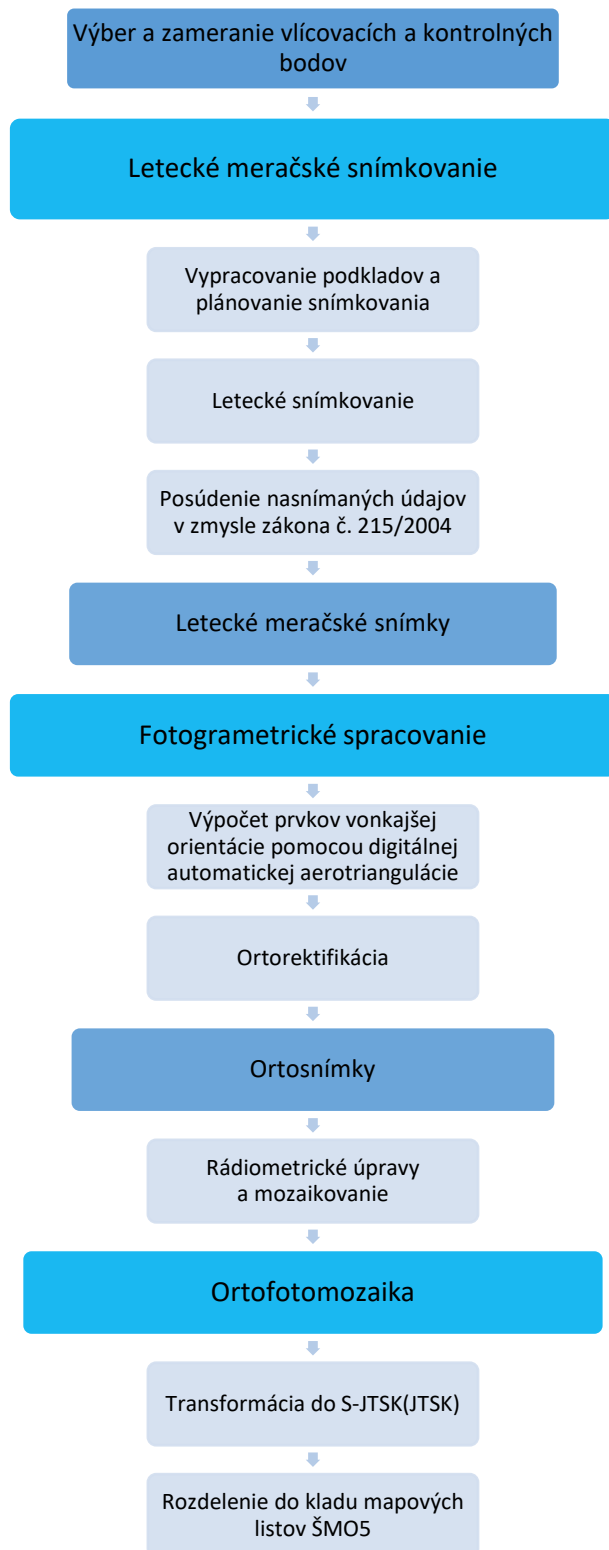 Výber a zameranie vlícovacích a kontrolných
bodov
Letecké meračské snímkovanie
Vypracovanie podkladov a
plánovanie snímkovania
Letecké snímkovanie
Posúdenie nasnímaných údajov
v zmysle zákona č. 215/2004
Letecké meračské snímky
Fotogrametrické spracovanie
Výpočet prvkov vonkajšej
orientácie pomocou digitálnej
automatickej aerotriangulácie
Ortorektifikácia
Ortosnímky
Rádiometrické úpravy
a mozaikovanie
Ortofotomozaika
Transformácia do S-JTSK(JTSK)
Rozdelenie do kladu mapových
listov ŠMO5